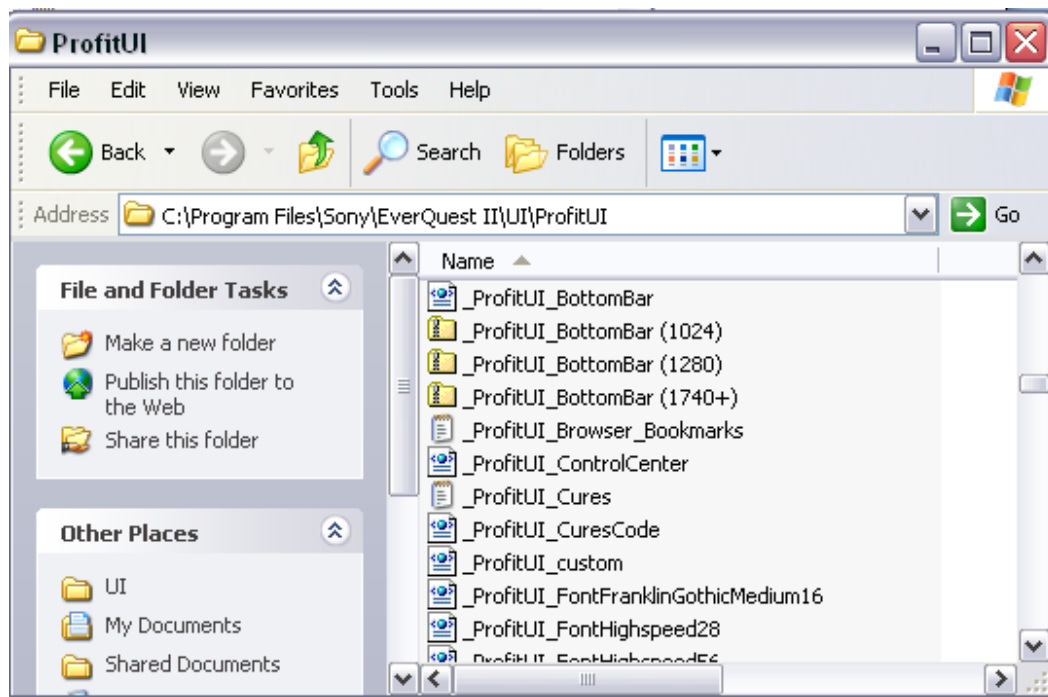 ProfitUI
File Edit View Favorites Tools Help
Back Search Folders
Address C:\Program Files\Sony\EverQuest II\UI\ProfitUI Go
Name
File and Folder Tasks
Make a new folder
Publish this folder to
the Web
Share this folder
Other Places
UI
My Documents
Shared Documents
_ProfitUI_BottomBar
_ProfitUI_BottomBar (1024)
_ProfitUI_BottomBar (1280)
_ProfitUI_BottomBar (1740+)
_ProfitUI_Browser_Bookmarks
_ProfitUI_ControlCenter
_ProfitUI_Cures
_ProfitUI_CuresCode
_ProfitUI_custom
_ProfitUI_FontFranklinGothicMedium16
_ProfitUI_FontHighspeed28
_ProfitUI_FontHighspeed56